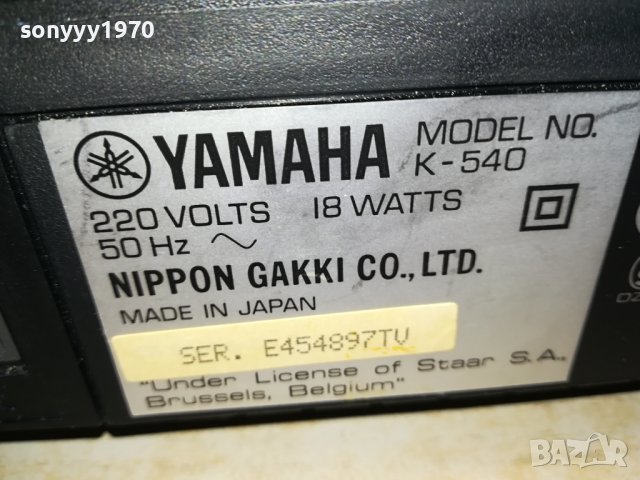 sonyyy1970
YAMAHA MODEL NO.
K-540
220 VOLTS 18 WATTS
50 Hz ~
NIPPON GAKKI CO., LTD.
MADE IN JAPAN
SER. E454897TV
"Under License of Staar S.A.,
Brussels, Belgium"
BAZAR